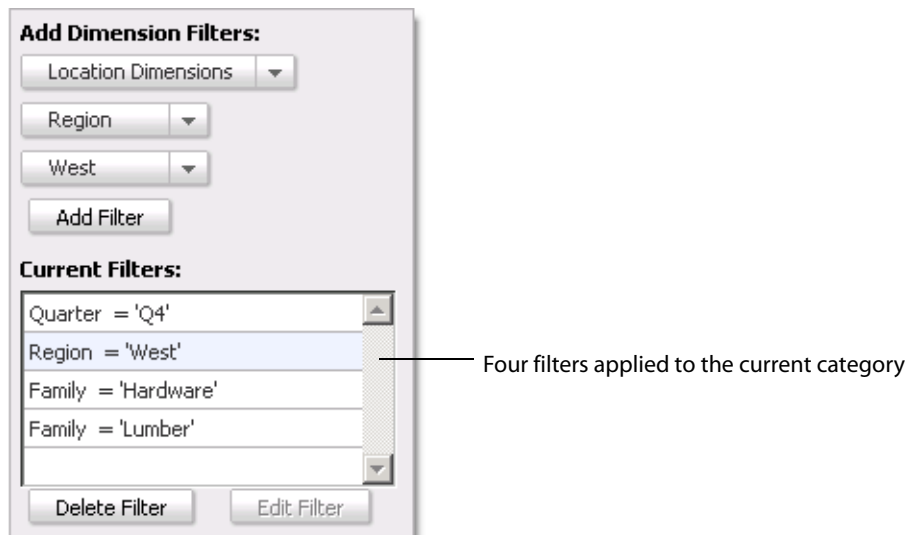 Add Dimension Filters:
Location Dimensions
Region
West
Add Filter
Current Filters:
Quarter = 'Q4'
Region = 'West'
Four filters applied to the current category
Family = 'Hardware'
Family = 'Lumber'
Delete Filter Edit Filter